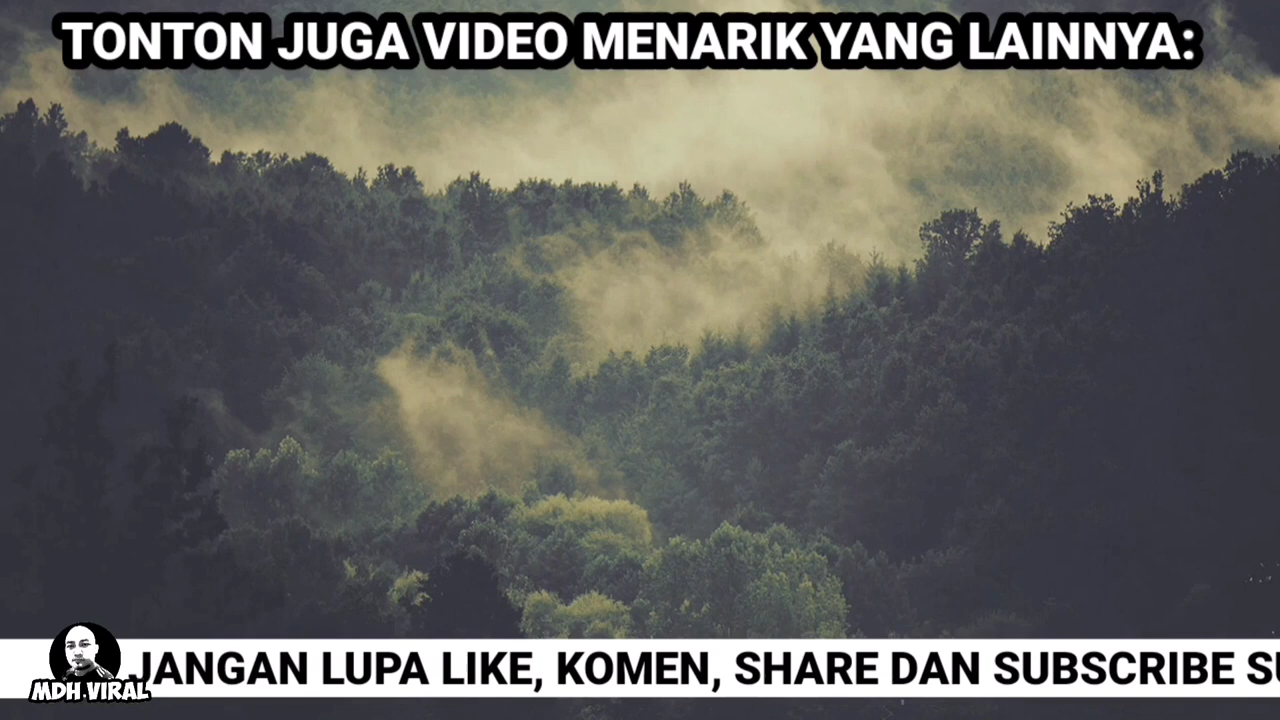 TONTON JUGA VIDEO MENARIK YANG LAINNYA:
JANGAN LUPA LIKE, KOMEN, SHARE DAN SUBSCRIBE
MDH VIRAL